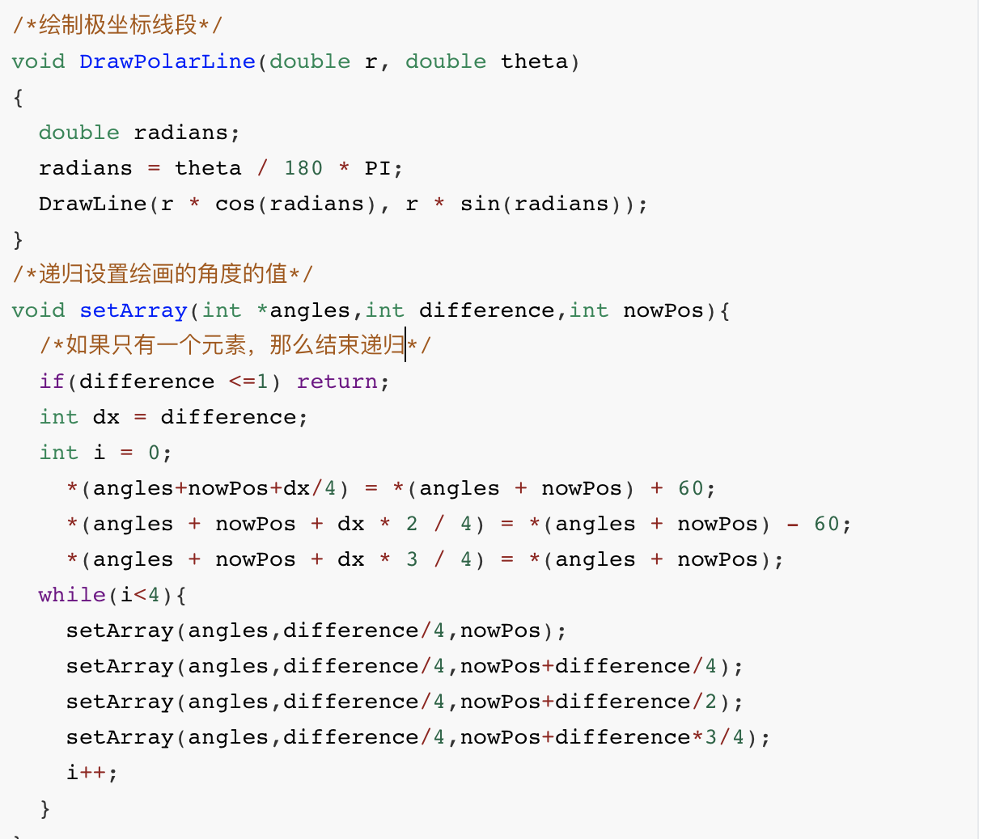 /*绘制极坐标线段*/
void DrawPolarLine(double r, double theta)
{
  double radians;
  radians = theta / 180 * PI;
  DrawLine(r * cos(radians), r * sin(radians));
}
/*递归设置绘画的角度的值*/
void setArray(int *angles,int difference,int nowPos){
  /*如果只有一个元素，那么结束递归*/
  if(difference <=1) return;
  int dx = difference;
  int i = 0;
    *(angles+nowPos+dx/4) = *(angles + nowPos) + 60;
    *(angles + nowPos + dx * 2 / 4) = *(angles + nowPos) - 60;
    *(angles + nowPos + dx * 3 / 4) = *(angles + nowPos);
  while(i<4){
    setArray(angles,difference/4,nowPos);
    setArray(angles,difference/4,nowPos+difference/4);
    setArray(angles,difference/4,nowPos+difference/2);
    setArray(angles,difference/4,nowPos+difference*3/4);
    i++;
  }